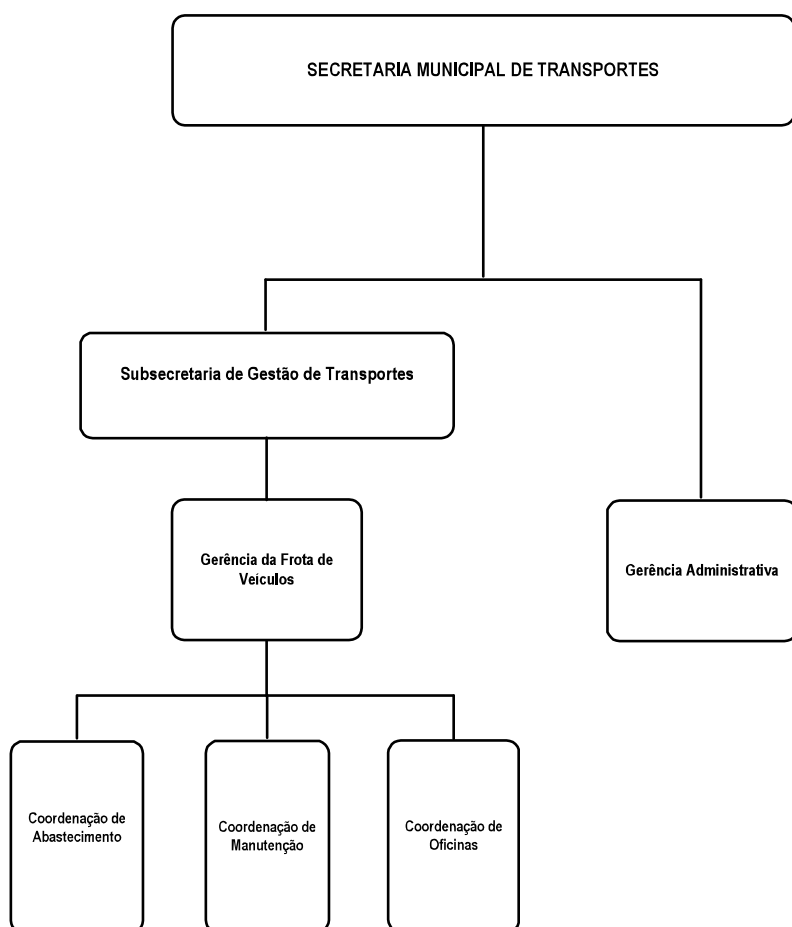 SECRETARIA MUNICIPAL DE TRANSPORTES
Subsecretaria de Gestão de Transportes
Gerência da Frota de
Veículos
Gerência Administrativa
Coordenação de
Abastecimento
Coordenação de
Manutenção
Coordenação de
Oficinas